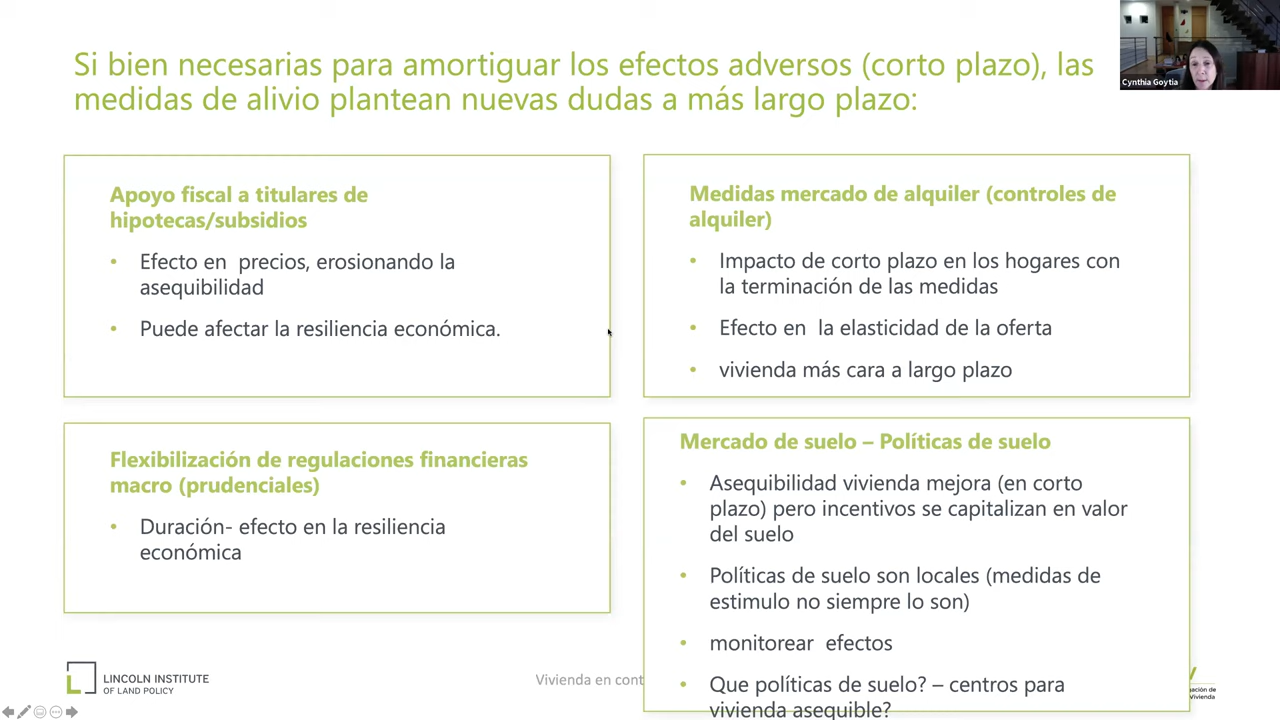 Si bien necesarias para amortiguar los efectos adversos (corto plazo), las
medidas de alivio plantean nuevas dudas a más largo plazo:
Cynthia Goytia
Apoyo fiscal a titulares de
hipotecas/subsidios
• Efecto en precios, erosionando la
asequibilidad
• Puede afectar la resiliencia económica.
Medidas mercado de alquiler (controles de
alquiler)
• Impacto de corto plazo en los hogares con
la terminación de las medidas
• Efecto en la elasticidad de la oferta
• vivienda más cara a largo plazo
Flexibilización de regulaciones financieras
macro (prudenciales)
• Duración- efecto en la resiliencia
económica
Mercado de suelo – Políticas de suelo
• Asequibilidad vivienda mejora (en corto
plazo) pero incentivos se capitalizan en valor
del suelo
• Políticas de suelo son locales (medidas de
estimulo no siempre lo son)
• monitorear efectos
• Que políticas de suelo? – centros para
vivienda asequible?
LINCOLN INSTITUTE
OF LAND POLICY
Vivienda en cont
Vivienda